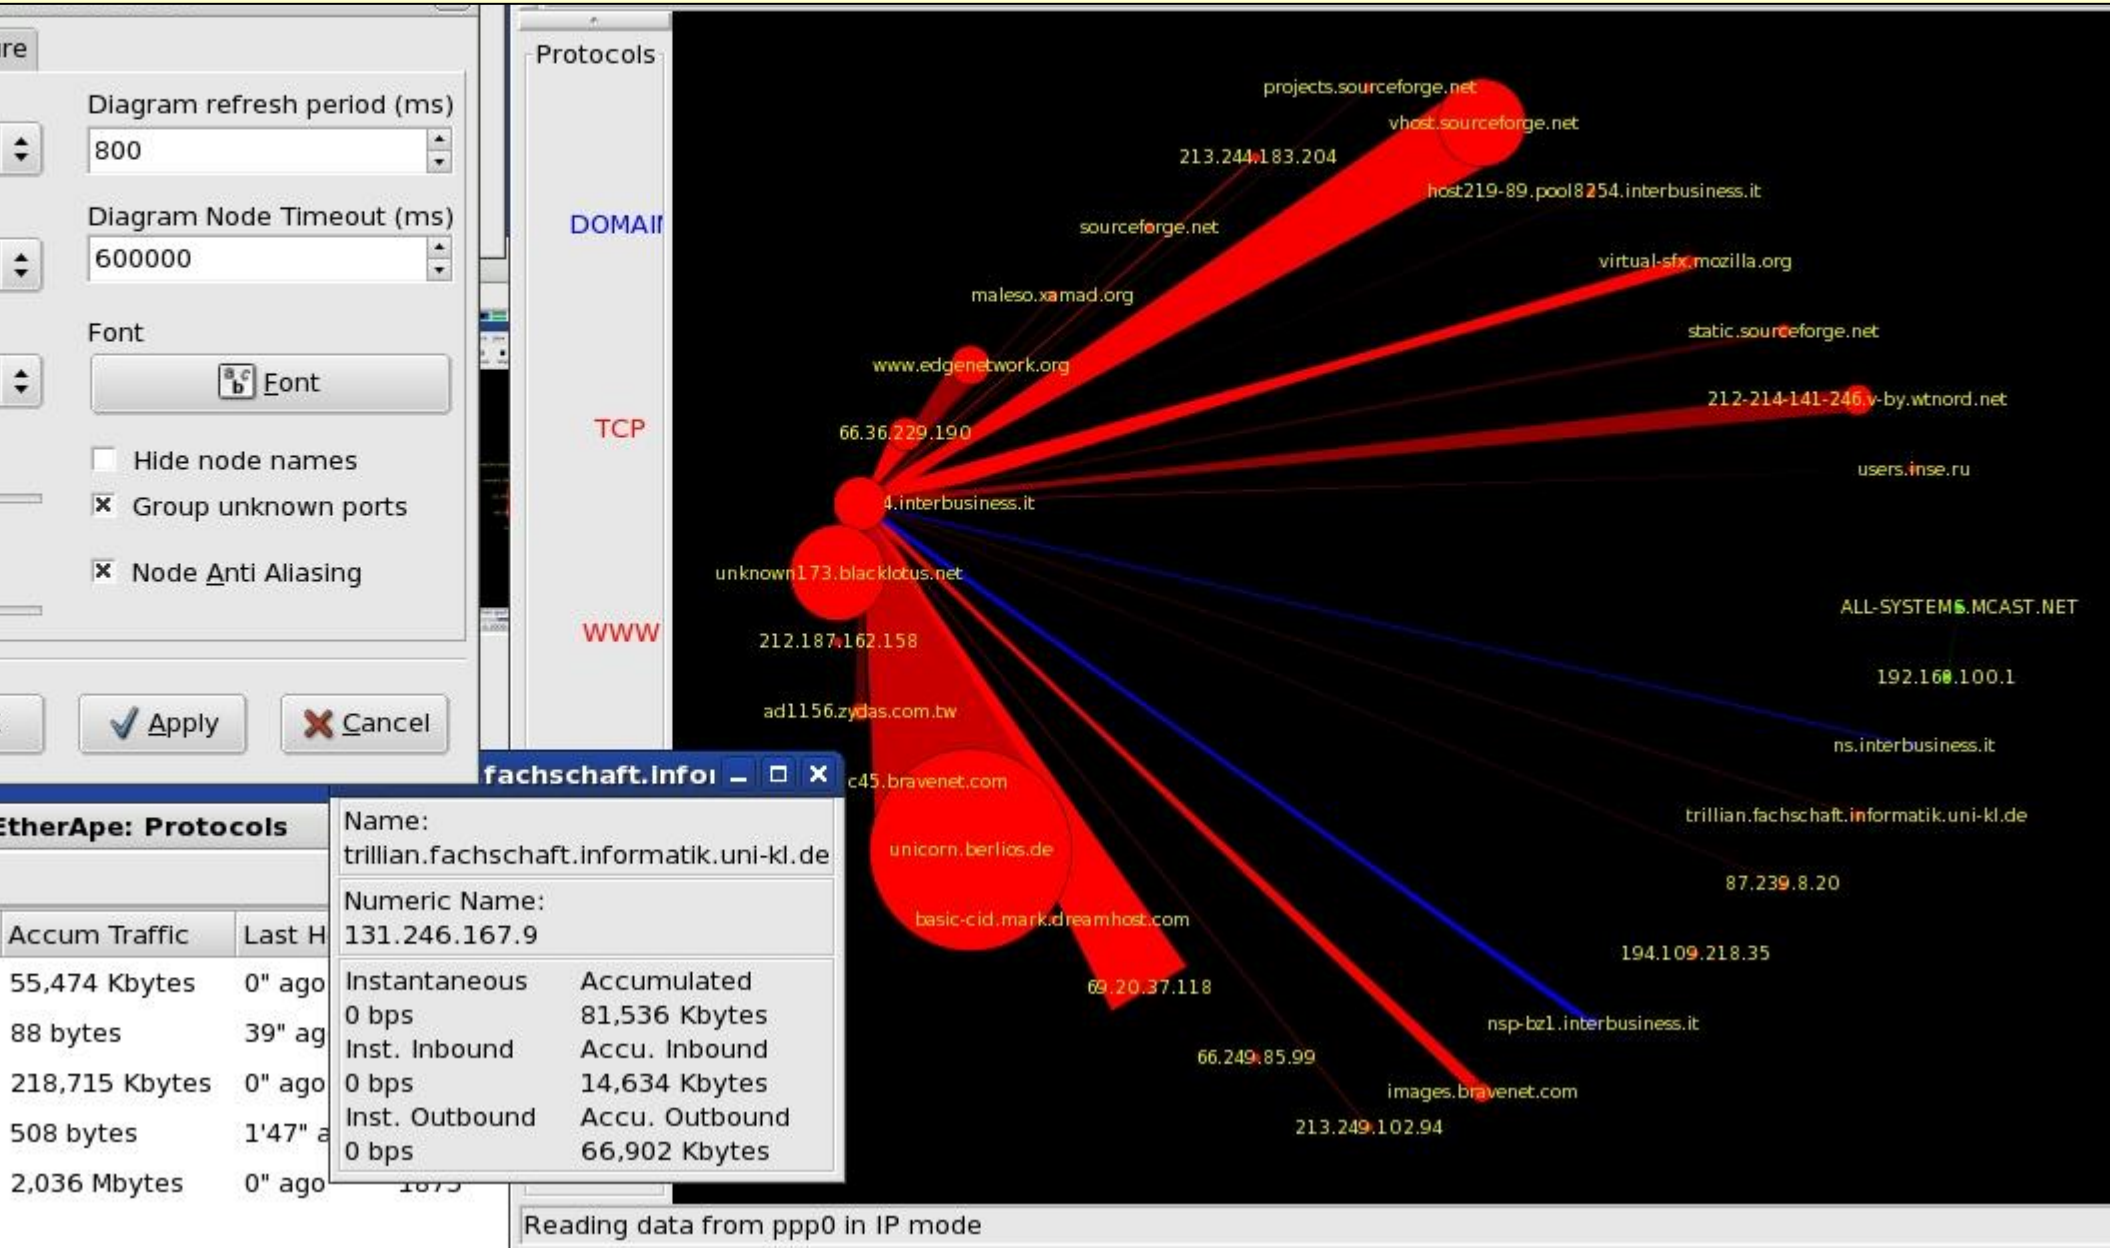 Diagram refresh period (ms)
800
Diagram Node Timeout (ms)
600000
Font
Font
Hide node names
Group unknown ports
Node Anti Aliasing
Apply
Cancel
EtherApe: Protocols
Accum Traffic
55,474 Kbytes 0" ago
88 bytes 39"
218,715 Kbytes 0" ago
508 bytes 1'47"
2,036 Mbytes 0" ago
Name:
trillian.fachschaft.informatik.uni-kl.de
Numeric Name:
131.246.167.9
Instantaneous Accumulated
0 bps 81,536 Kbytes
Inst. Inbound Accu. Inbound
0 bps 14,634 Kbytes
Inst. Outbound Accu. Outbound
0 bps 66,902 Kbytes
Protocols
TCP
WWW
projects.sourceforge.net
vhost.sourceforge.net
213.244.183.204
host219-89.pool8254.interbusiness.it
sourceforge.net
virtual-sfx.mozilla.org
maleso.xamad.org
static.sourceforge.net
www.edgenetwork.org
212-214-141-246.v-by.wtnord.net
66.36.229.190
users.inse.ru
4.interbusiness.it
unknown173.blacklotus.net
ALL-SYSTEMS.MCAST.NET
212.187.162.158
192.168.100.1
ad1156.zydas.com.tw
ns.interbusiness.it
c45.bravenet.com
trillian.fachschaft.informatik.uni-kl.de
unicorn.berlios.de
87.239.8.20
basic-cid.mark.dreamhost.com
194.109.218.35
69.20.37.118
nsp-bz1.interbusiness.it
66.249.85.99
images.bravenet.com
213.249.102.94
Reading data from ppp0 in IP mode